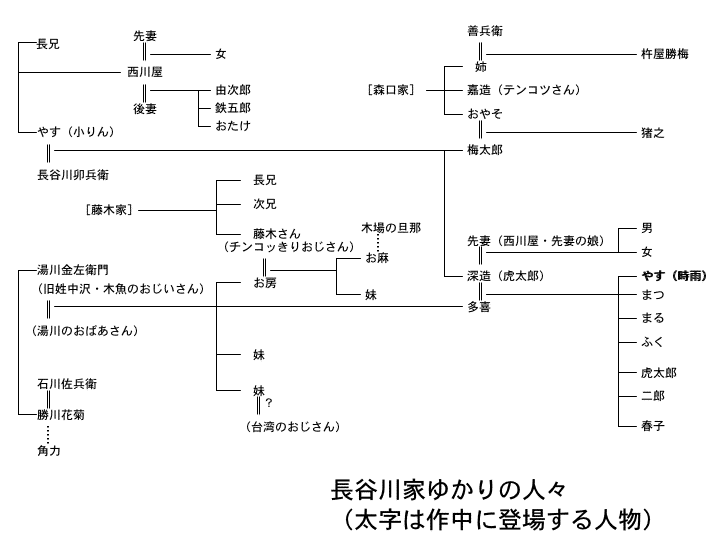 長兄
先妻
女
西川屋
後妻
由次郎
鉄五郎
おたけ
やす（小りん）
長谷川卯兵衛
善兵衛
杵屋勝梅
姉
［森口家］
嘉造（テンコツさん）
おやそ
猪之
梅太郎
［藤木家］
長兄
次兄
藤木さん
（チンコッきりおじさん）
木場の旦那
お麻
妹
お房
先妻（西川屋・先妻の娘）
男
女
深造（虎太郎）
多喜
やす（時雨）
まつ
まる
ふく
虎太郎
二郎
春子
湯川金左衛門
（旧姓中沢・木魚のおじいさん）
（湯川のおばあさん）
妹
妹
？
（台湾のおじさん）
石川佐兵衛
勝川花菊
角力
長谷川家ゆかりの人々
（太字は作中に登場する人物）